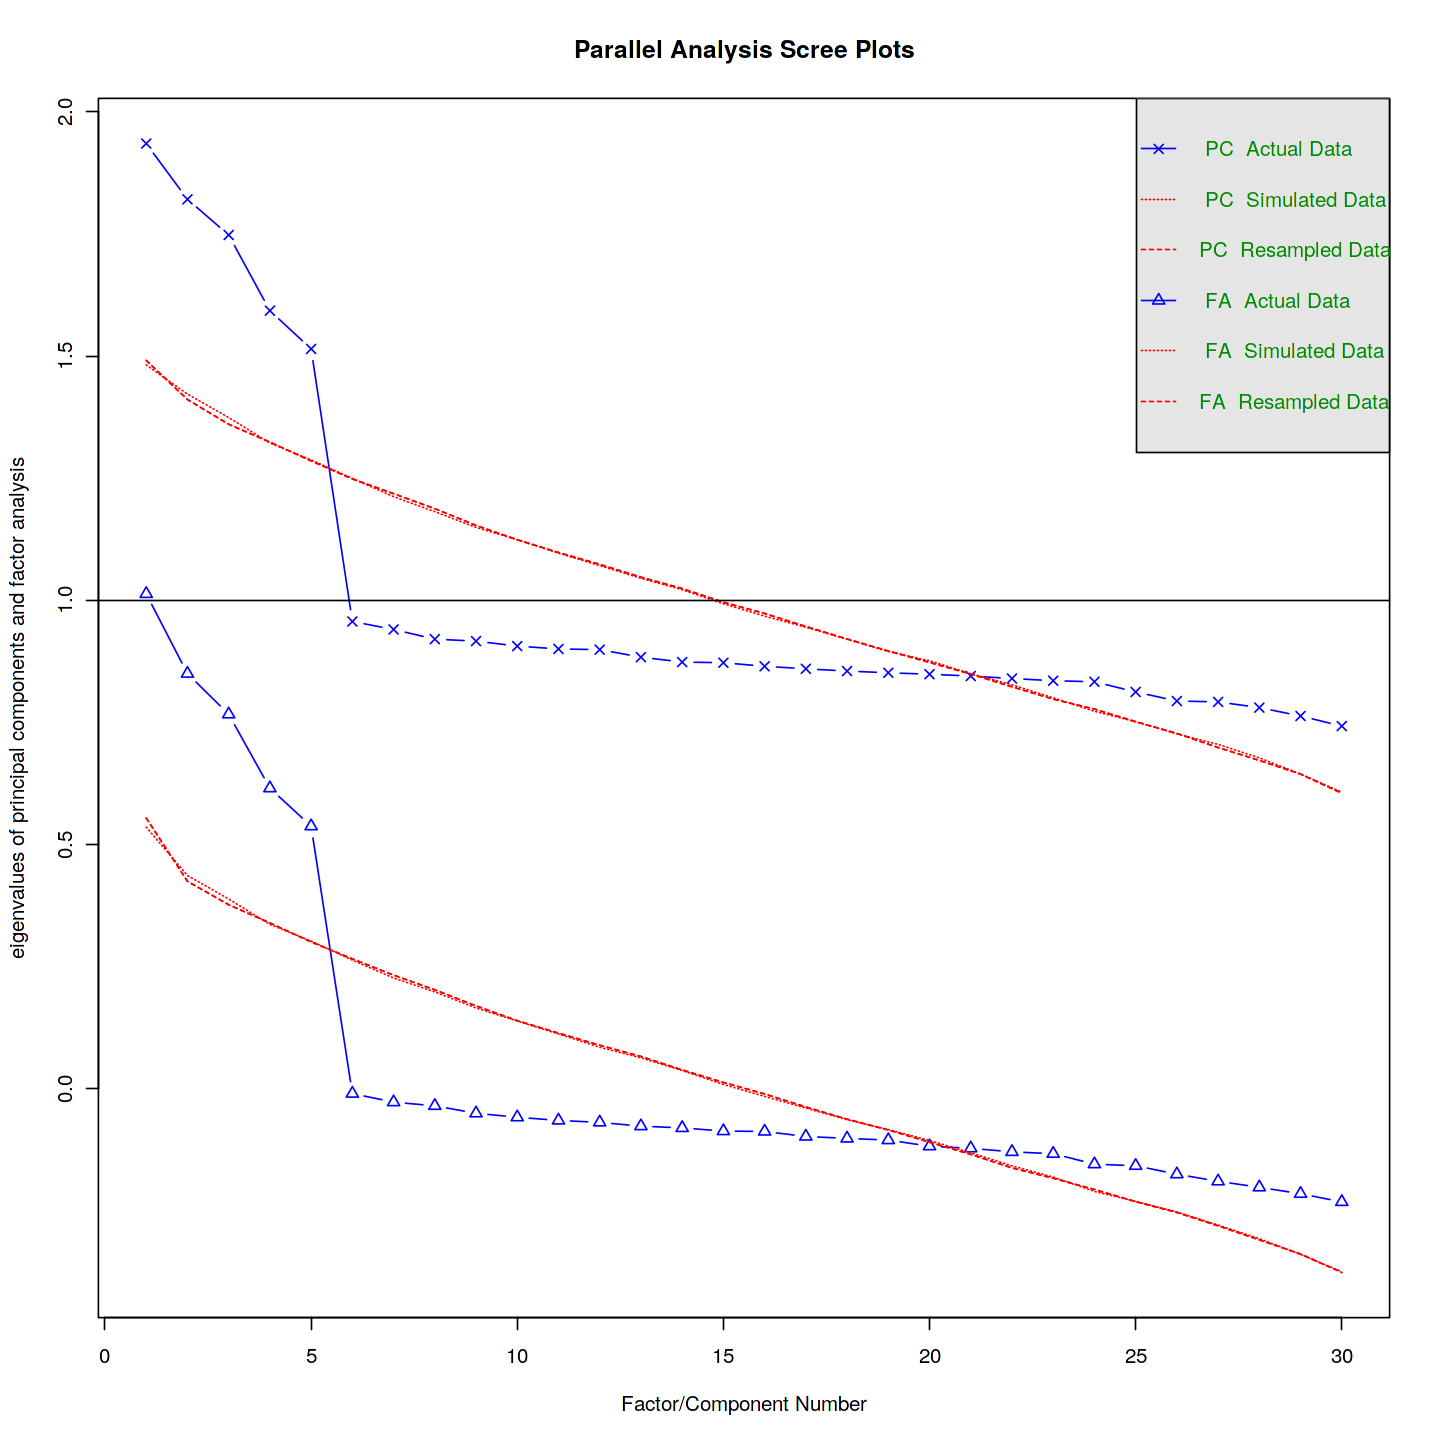 Parallel Analysis Scree Plots
PC  Actual Data
PC  Simulated Data
PC  Resampled Data
FA  Actual Data
FA  Simulated Data
FA  Resampled Data
eigenvalues of principal components and factor analysis
2.0
1.5
1.0
0.5
0.0
0 5 10 15 20 25 30
Factor/Component Number